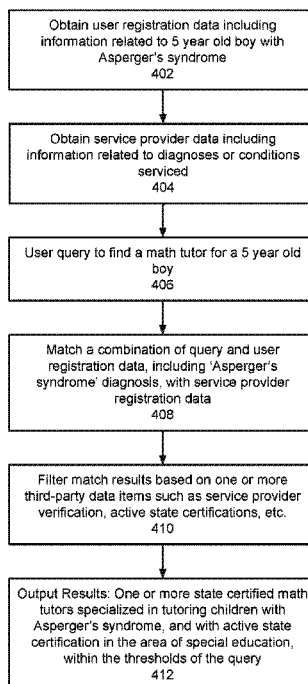 Obtain user registration data including
information related to 5 year old boy with
Asperger's syndrome
402
Obtain service provider data including
information related to diagnoses or conditions
serviced
404
User query to find a math tutor for a 5 year old
boy
406
Match a combination of query and user
registration data, including 'Asperger's
syndrome' diagnosis, with service provider
registration data
408
Filter match results based on one or more
third-party data items such as service provider
verification, active state certifications, etc.
410
Output Results: One or more state certified math
tutors specialized in tutoring children with
Asperger's syndrome, and with active state
certification in the area of special education,
within the thresholds of the query
412